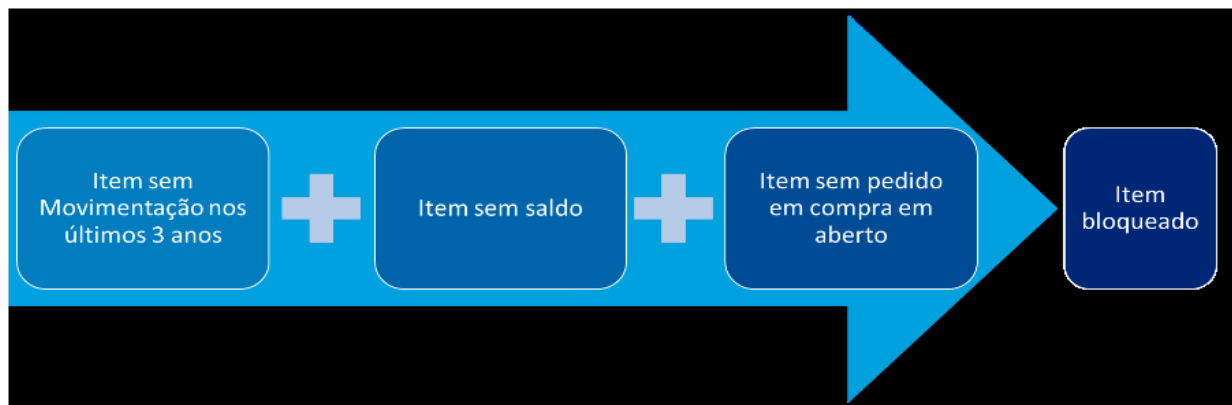 Item sem
Movimentação nos
últimos 3 anos
Item sem saldo
Item sem pedido
em compra em
aberto
Item
bloqueado